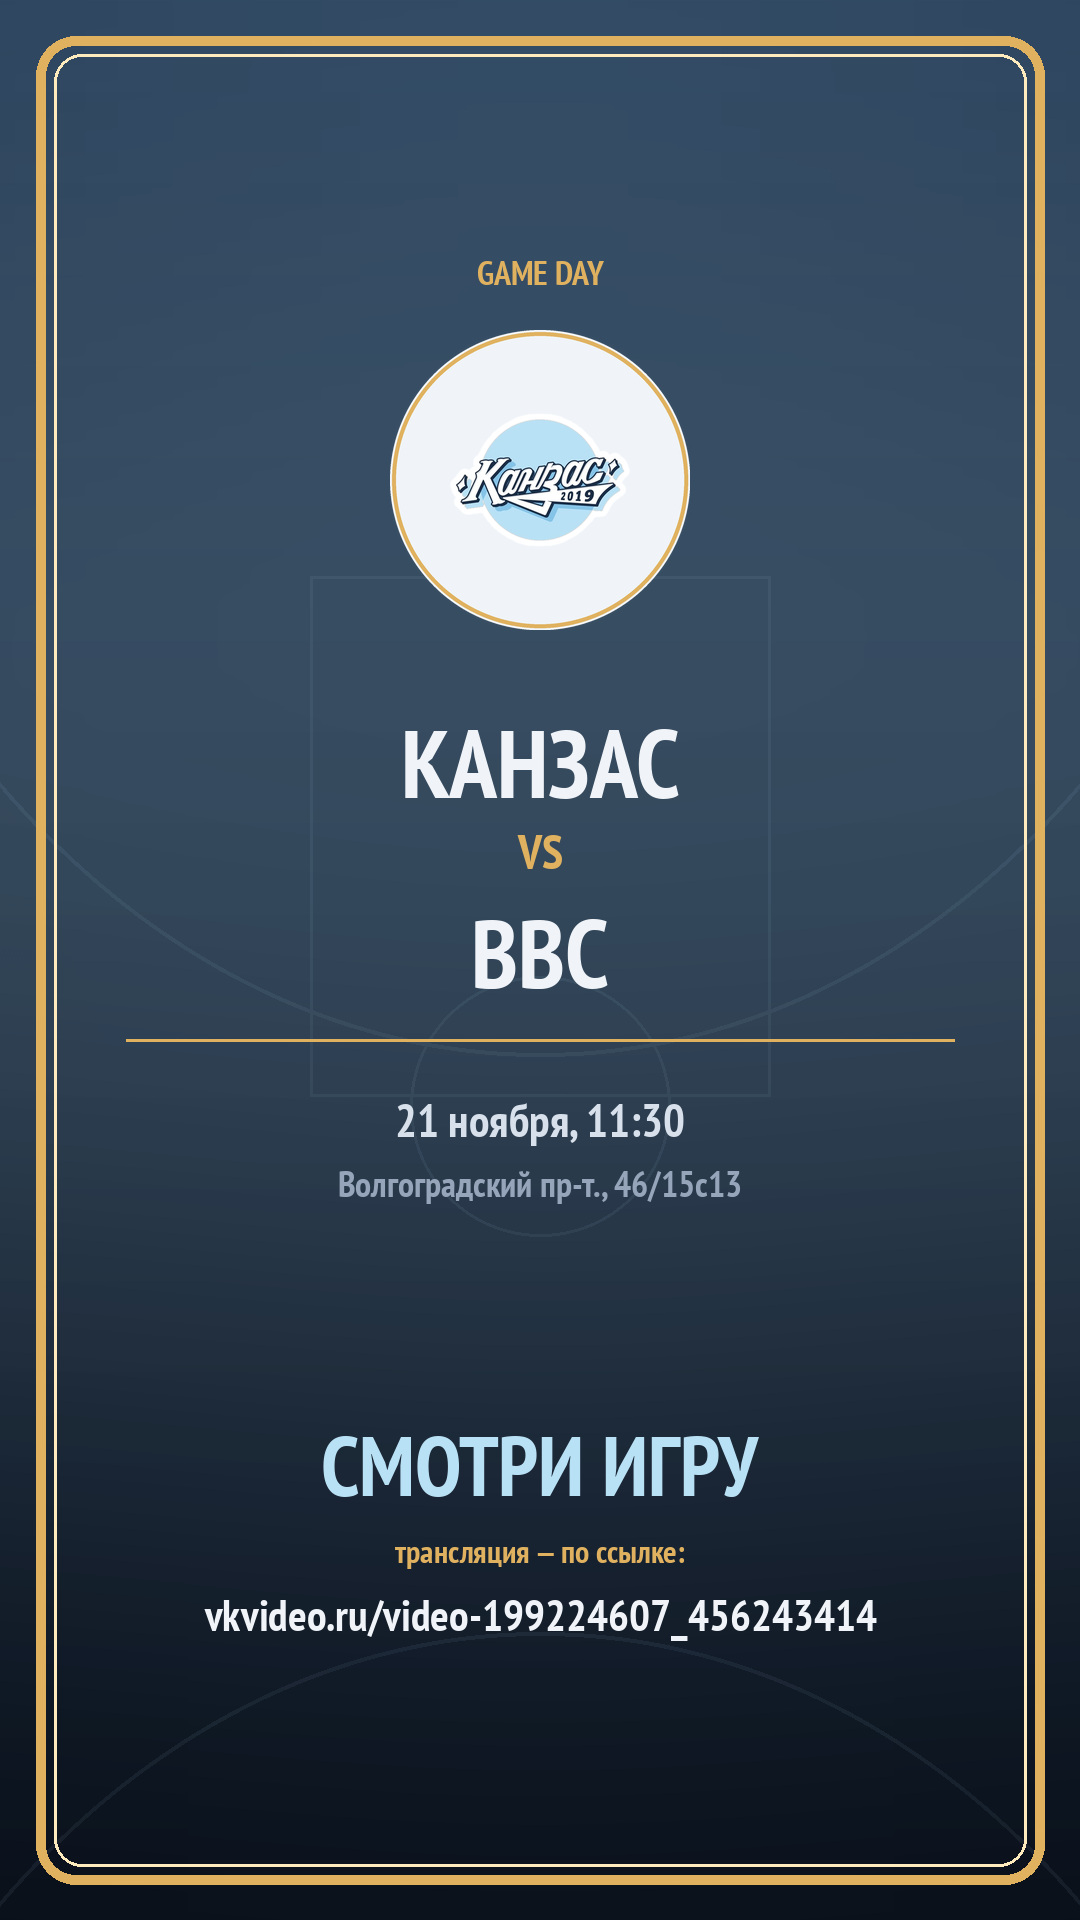 GAME DAY
Канзас
2019
КАНЗАС
VS
ВВС
21 ноября, 11:30
Волгоградский пр-т., 46/15с13
СМОТРИ ИГРУ
трансляция — по ссылке:
vkvideo.ru/video-199224607_456243414